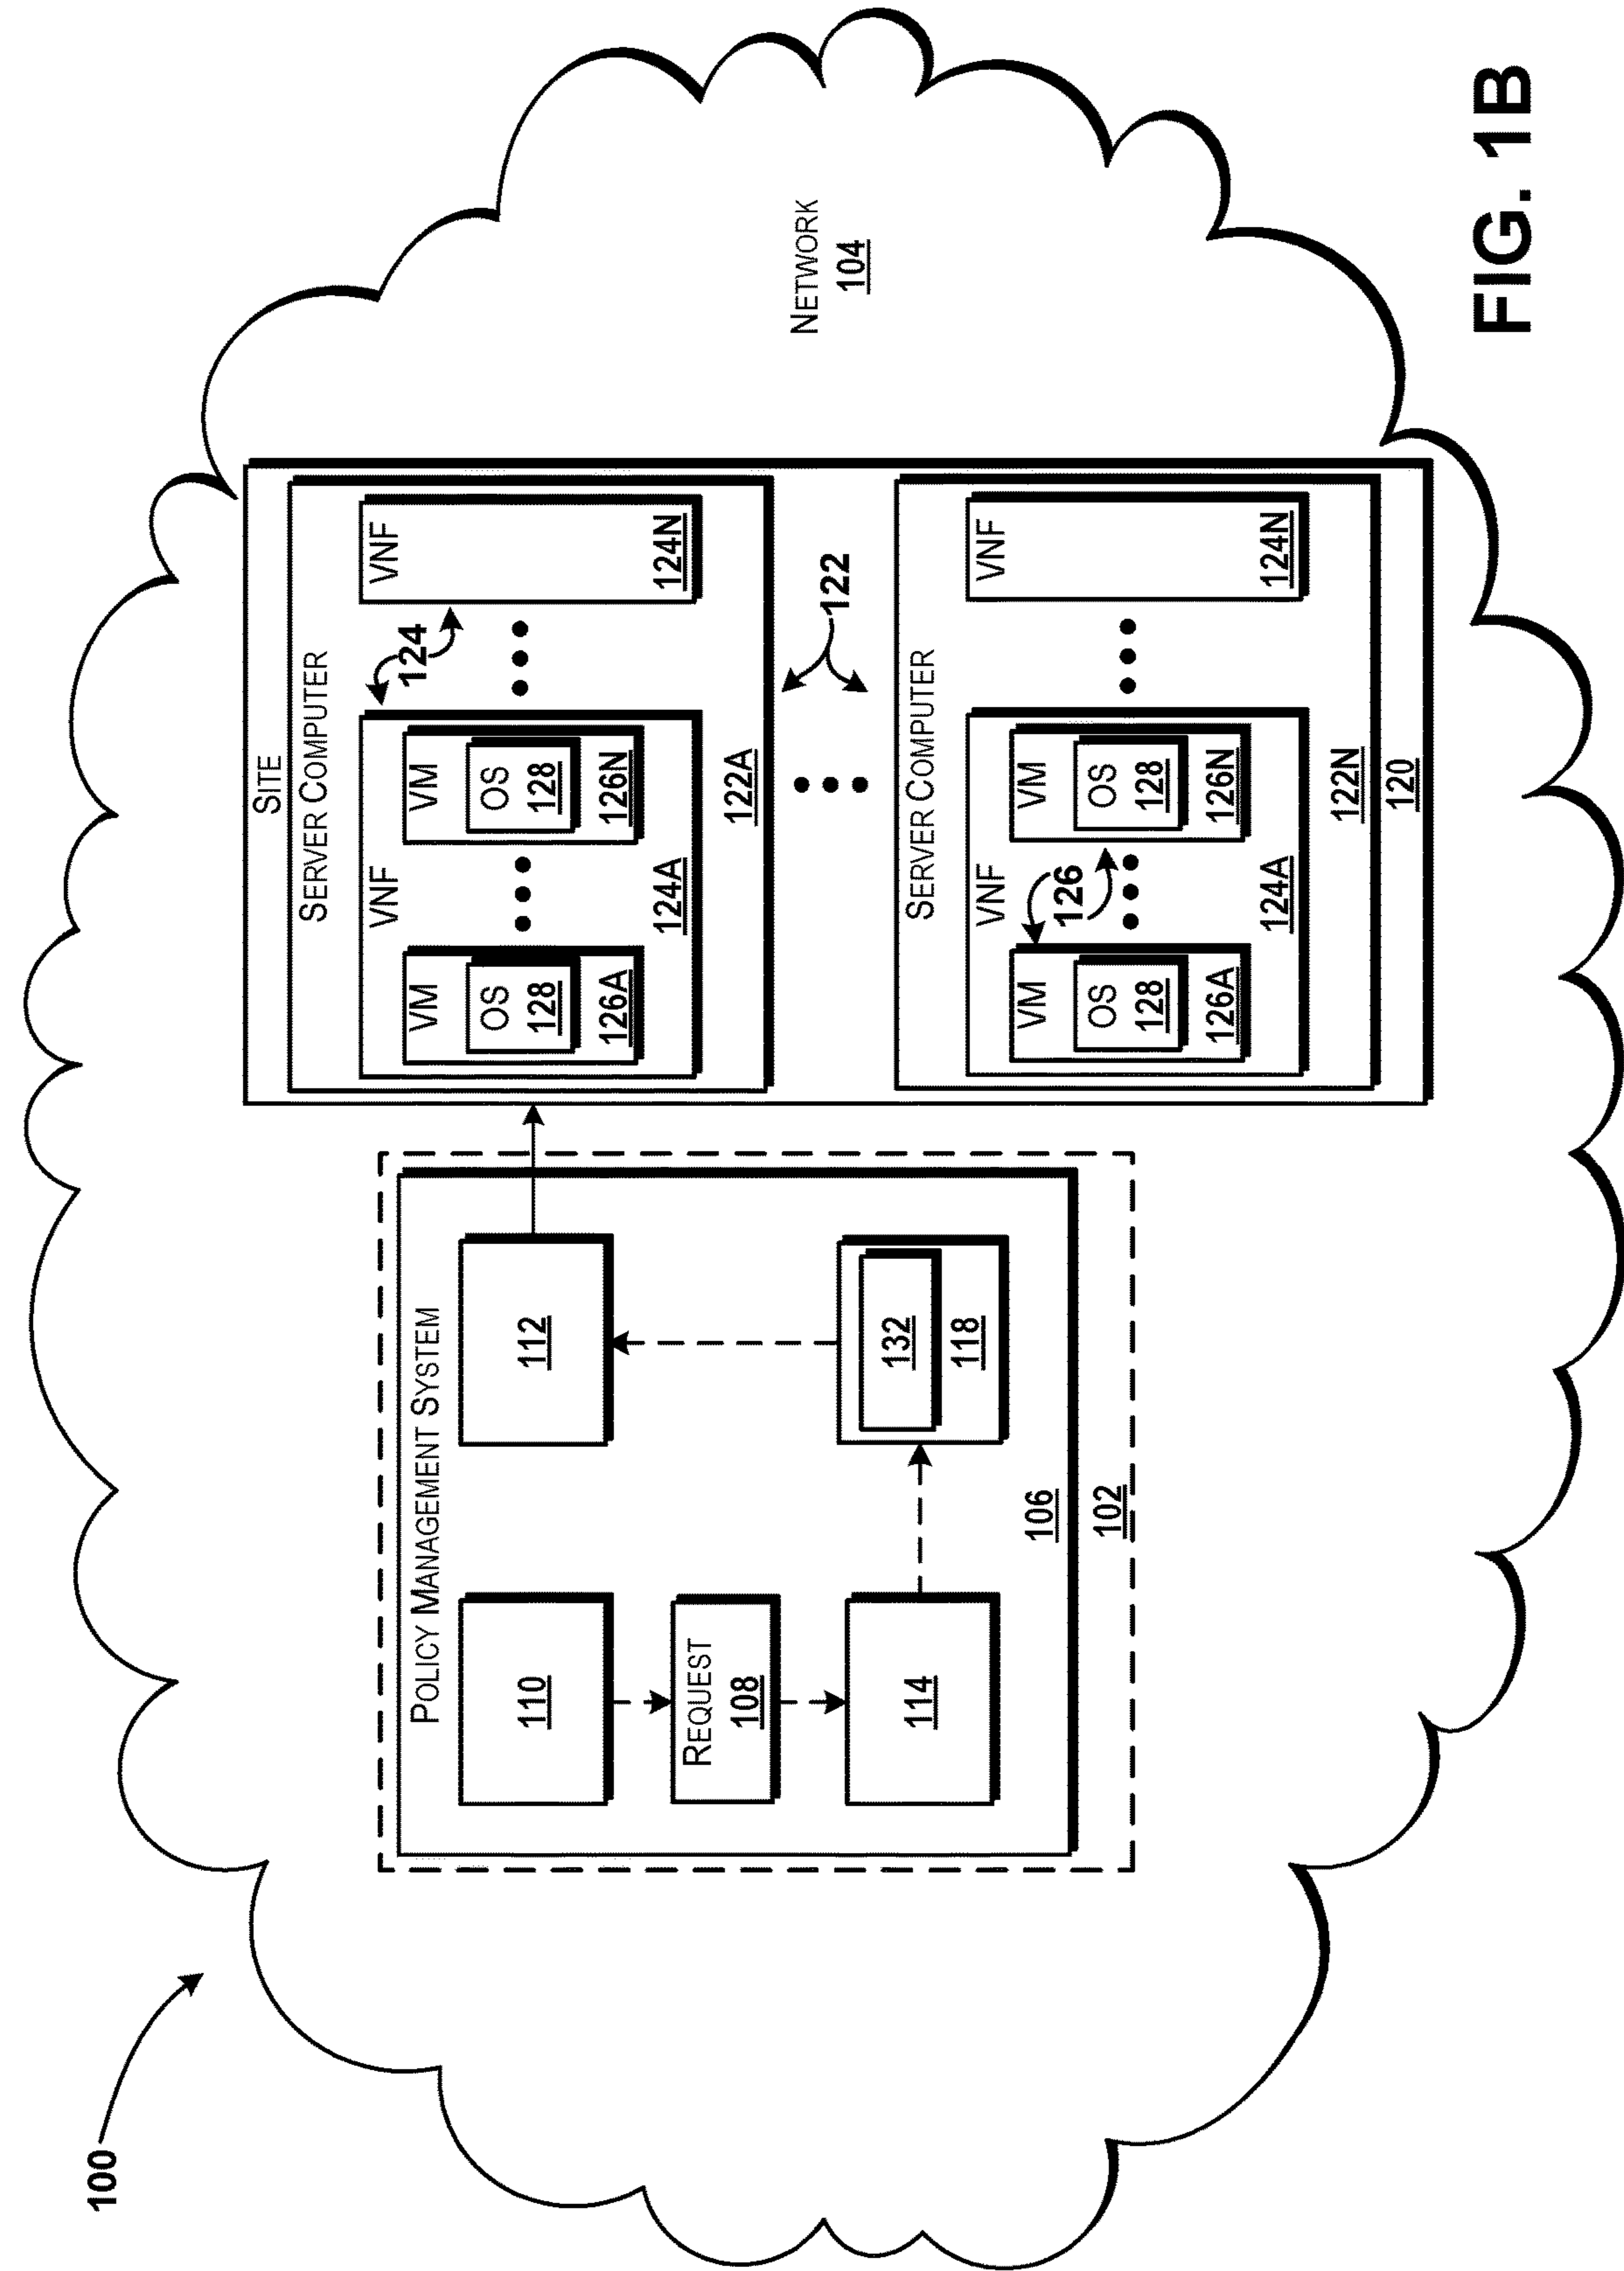 100
POLICY MANAGEMENT SYSTEM
110
REQUEST
108
114
112
132
118
106
102
SITE
SERVER COMPUTER
VNF
VM
OS
128
126A
VM
OS
128
126N
124A
124
VNF
124N
122A
122
SERVER COMPUTER
VNF
VM
OS
128
126A
126
VM
OS
128
126N
124A
VNF
124N
122N
120
NETWORK
104
FIG. 1B